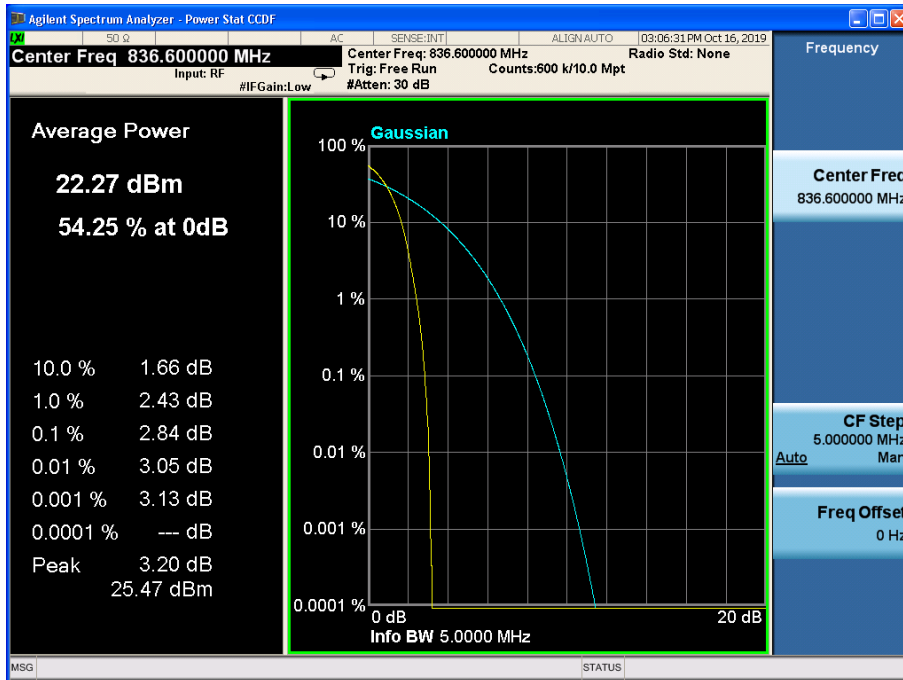 Agilent Spectrum Analyzer - Power Stat CCDF
LXI 50 Ω AC SENSE:INT ALIGN AUTO 03:06:31 PM Oct 16, 2019
Center Freq 836.600000 MHz
Input: RF
#IFGain:Low
Center Freq: 836.600000 MHz
Radio Std: None
Trig: Free Run
Counts:600 k/10.0 Mpt
#Atten: 30 dB
Average Power
22.27 dBm
54.25 % at 0dB
10.0 % 1.66 dB
1.0 % 2.43 dB
0.1 % 2.84 dB
0.01 % 3.05 dB
0.001 % 3.13 dB
0.0001 % --- dB
Peak 3.20 dB
25.47 dBm
Gaussian
100 %
10 %
1 %
0.1 %
0.01 %
0.001 %
0.0001 %
0 dB
20 dB
Info BW 5.0000 MHz
Frequency
Center Freq
836.600000 MHz
CF Step
5.000000 MHz
Auto Man
Freq Offset
0 Hz
MSG
STATUS